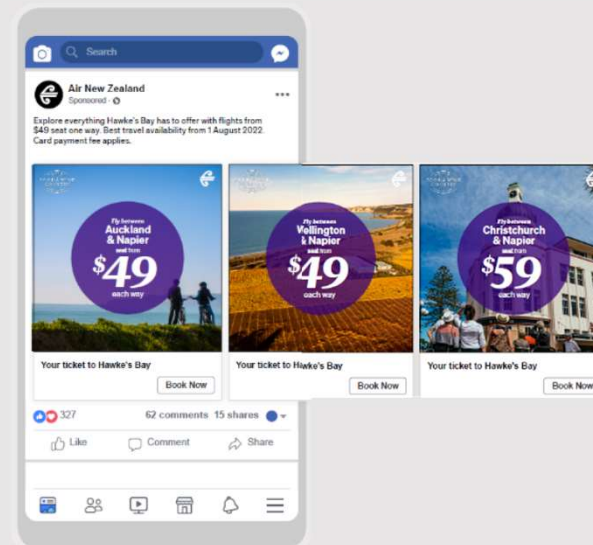 Search
Air New Zealand
Sponsored ·
Explore everything Hawke's Bay has to offer with flights from
$49 seat one way. Best travel availability from 1 August 2022
Card payment fee applies.
Fly between
Auckland
& Napier
seat from
$49
each way
Your ticket to Hawke's Bay
Book Now
Fly between
Wellington
& Napier
seat from
$49
each way
Your ticket to Hawke's Bay
Book Now
Fly between
Christchurch
& Napier
seat from
$59
each way
Your ticket to Hawke's Bay
Book Now
327
62 comments 15 shares
Like
Comment
Share